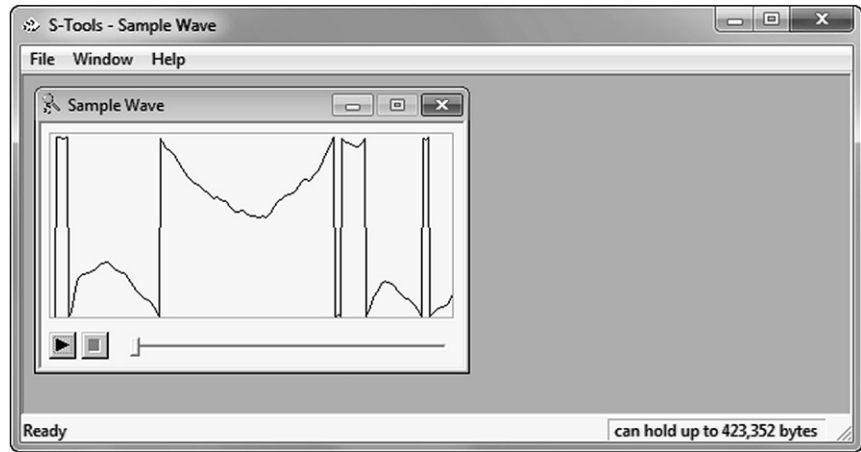 S-Tools - Sample Wave
File Window Help
Sample Wave
Ready
can hold up to 423,352 bytes